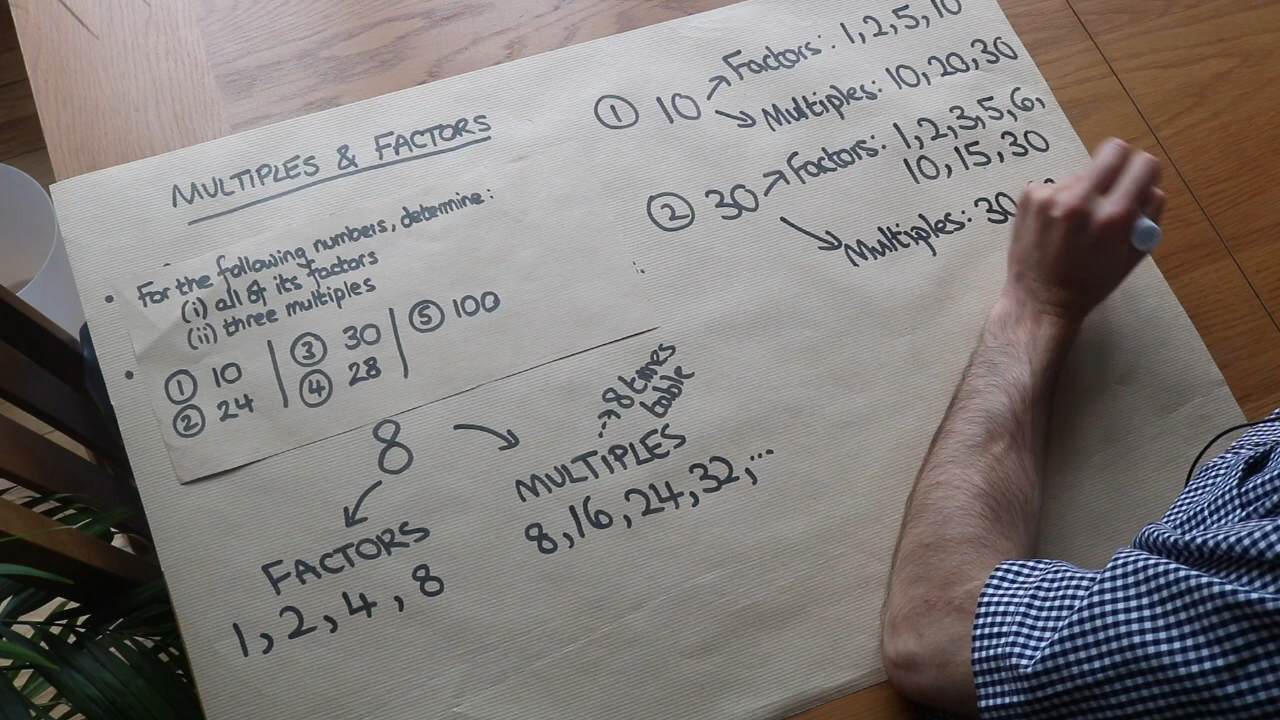 MULTIPLES & FACTORS
• For the following numbers, determine:
(i) all of its factors
(ii) three multiples
•
① 10
② 24
③ 30
④ 28
⑤ 100
8
FACTORS
1, 2, 4, 8
→ 8 times
table
MULTIPLES
8, 16, 24, 32, ...
① 10 → Factors: 1, 2, 5, 10
→ Multiples: 10, 20, 30
② 30 → Factors: 1, 2, 3, 5, 6,
10, 15, 30
→ Multiples: 30